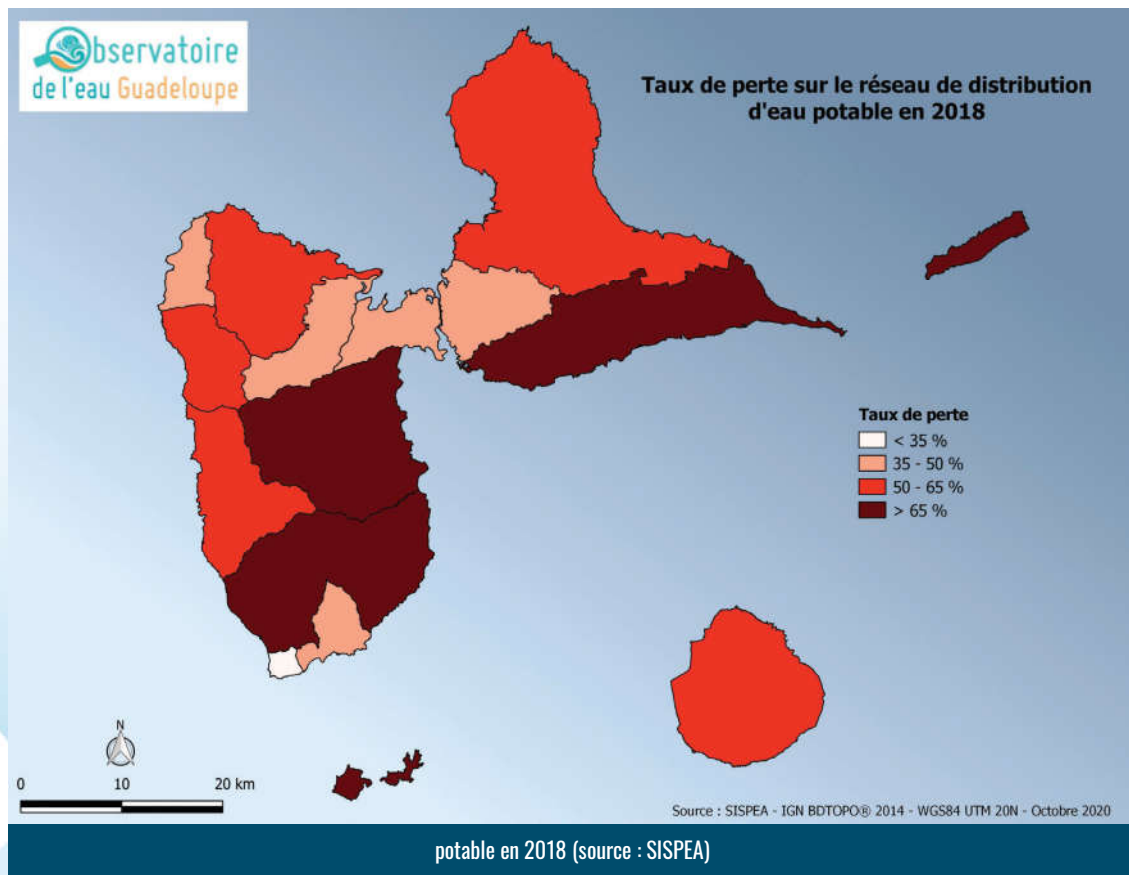 Observatoire
de l'eau Guadeloupe
Taux de perte sur le réseau de distribution
d'eau potable en 2018
Taux de perte
< 35 %
35 - 50 %
50 - 65 %
> 65 %
N
0 10 20 km
Source : SISPEA - IGN BDTOPO® 2014 - WGS84 UTM 20N - Octobre 2020
potable en 2018 (source : SISPEA)